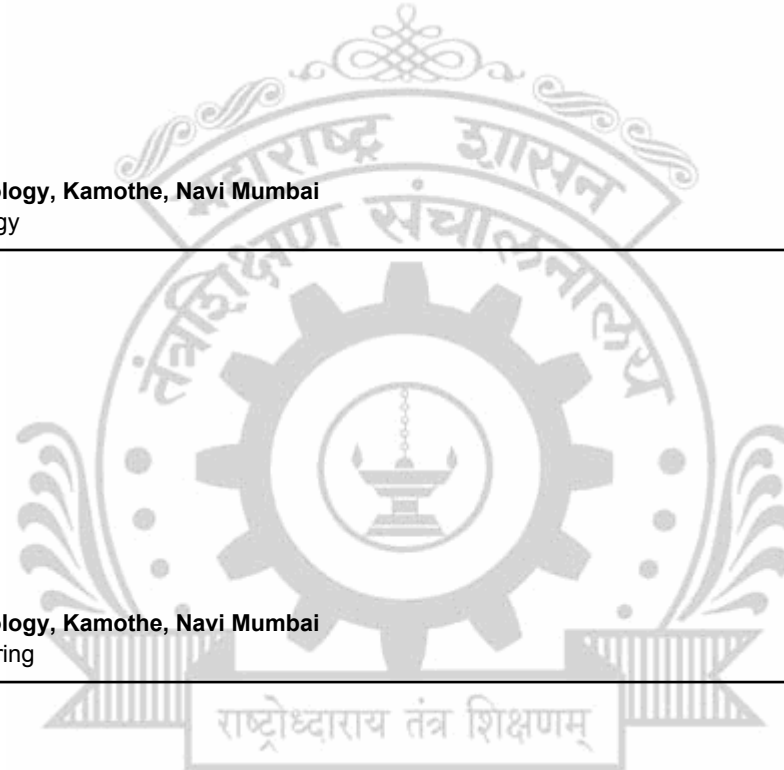 महाराष्ट्र शासन
ology, Kamothe, Navi Mumbai
gy
तंत्रशिक्षण संचालनालय
ology, Kamothe, Navi Mumbai
ring
राष्ट्रोध्दाराय तंत्र शिक्षणम्